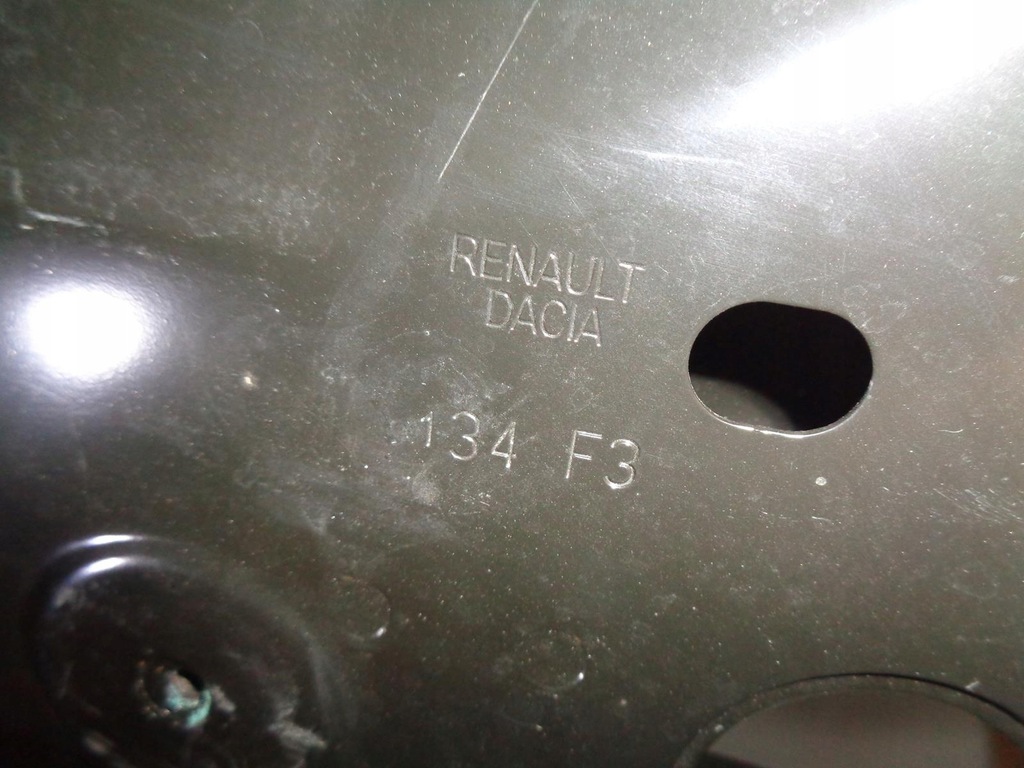 RENAULT
DACIA
134 F3